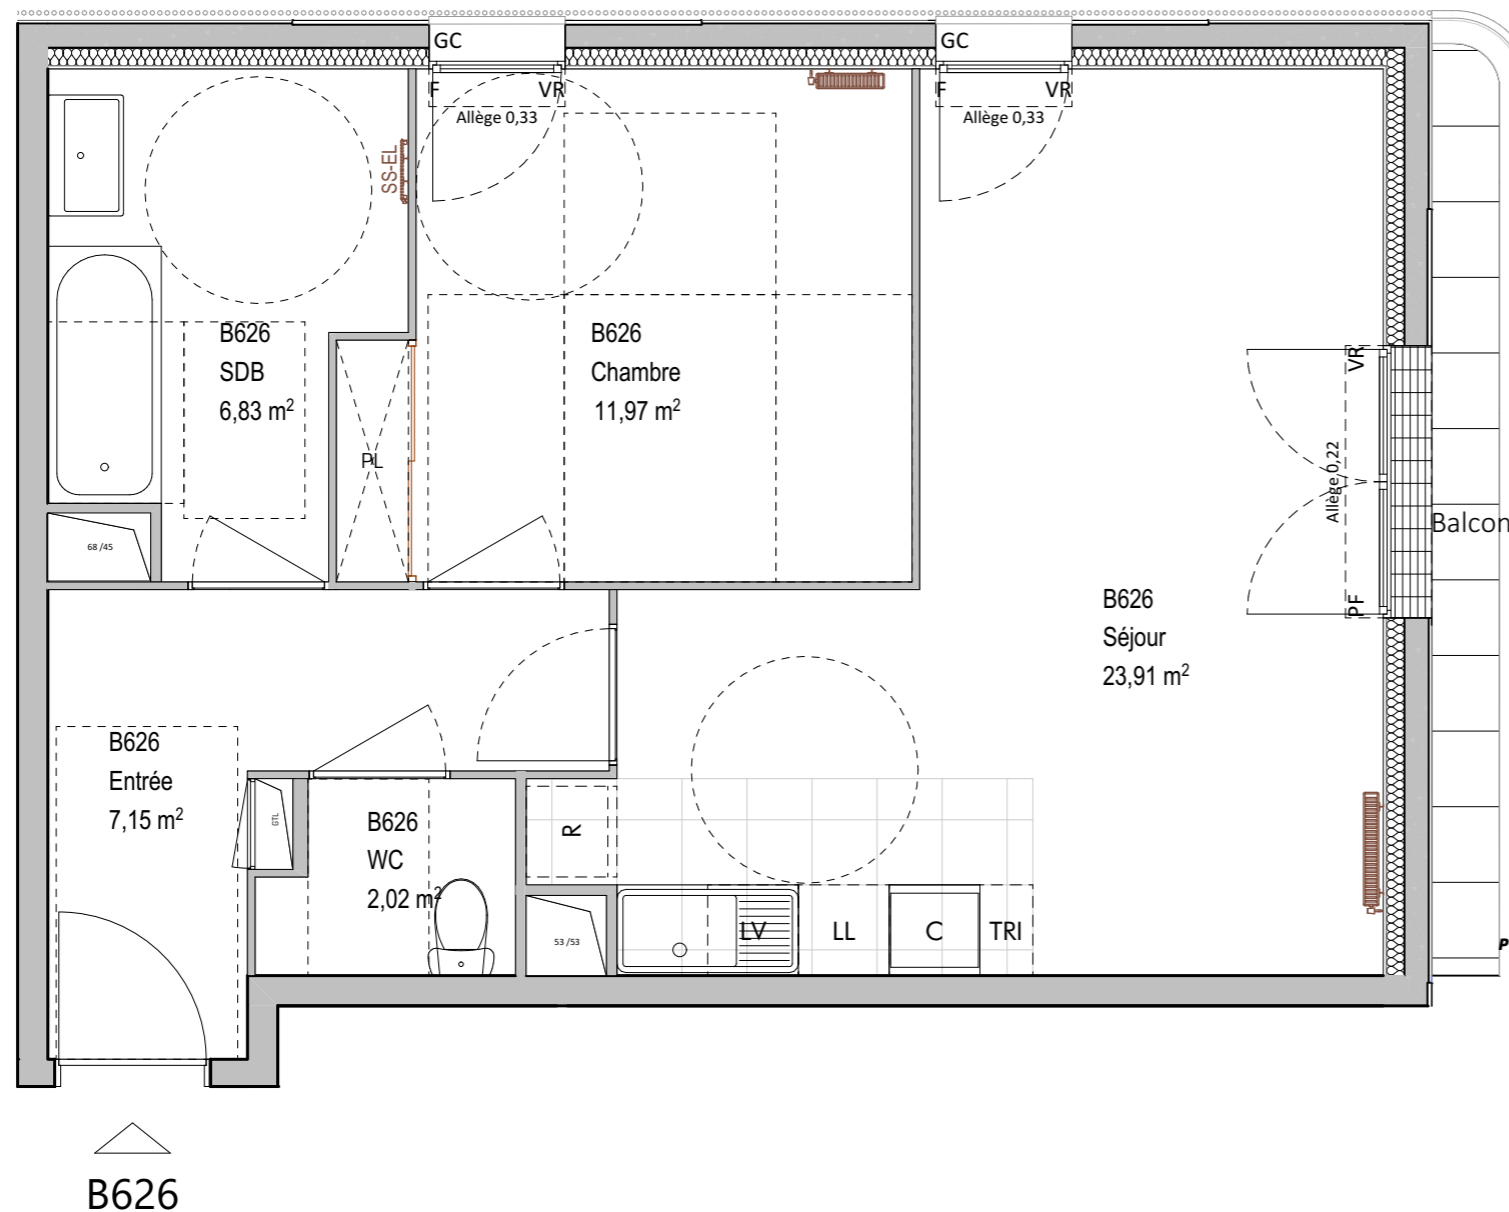 GC
GC
F
VR
F
VR
Allège 0,33
Allège 0,33
SS-EL
B626
SDB
6,83 m²
B626
Chambre
11,97 m²
VR
PL
Allège 0,22
Balcon
68 /45
PF
B626
Séjour
23,91 m²
B626
Entrée
7,15 m²
GTL
B626
WC
2,02 m²
R
LV
LL
C
TRI
53 /53
P
B626